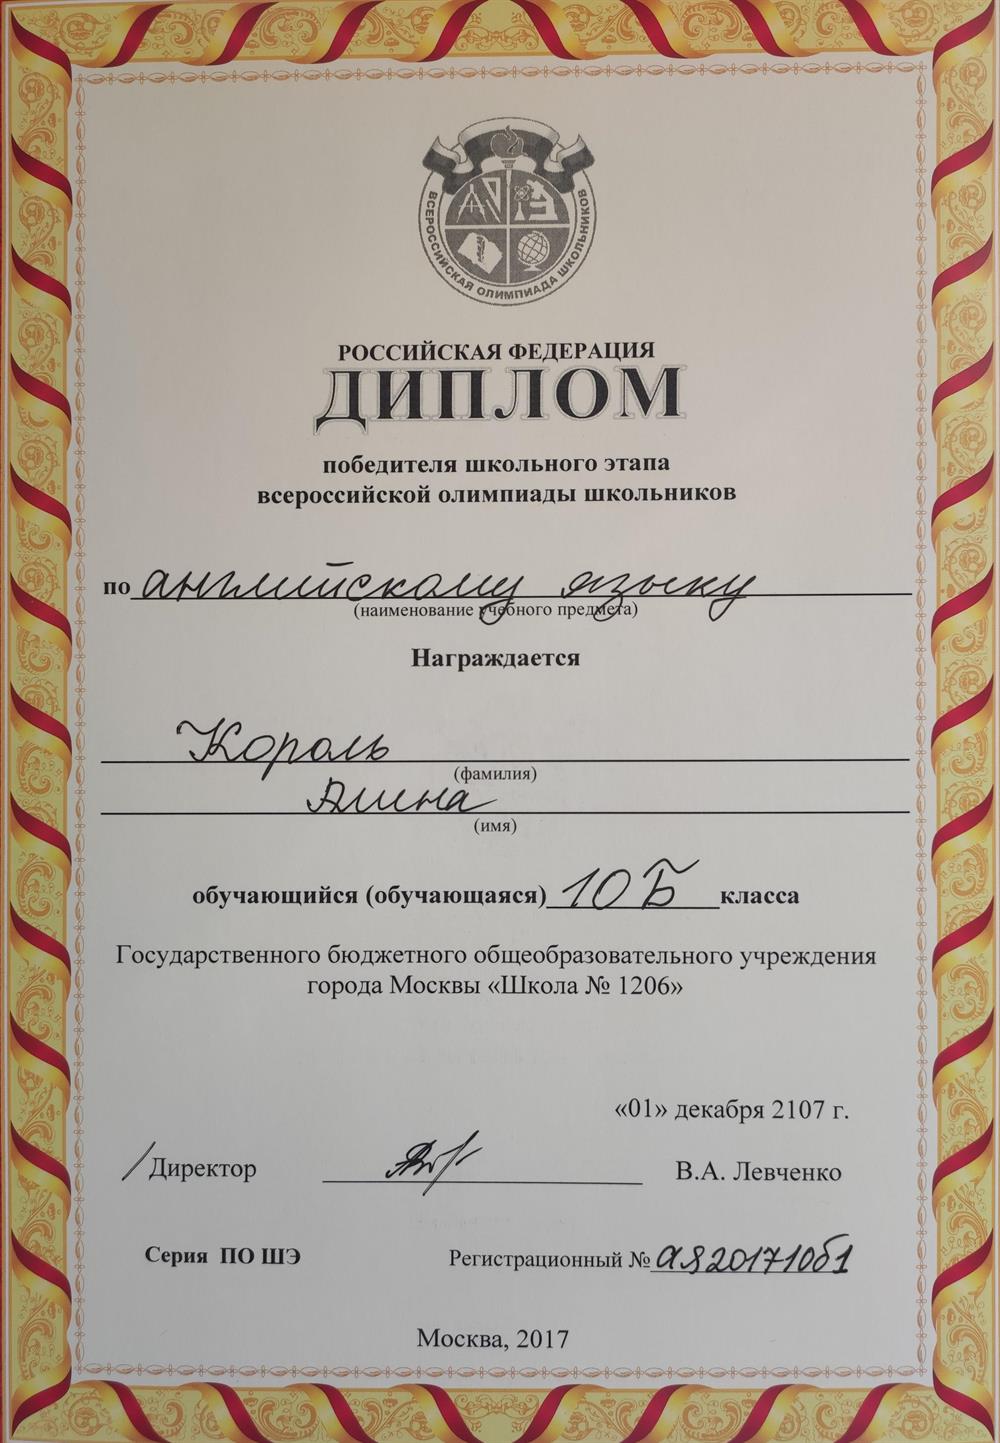 ВСЕРОССИЙСКАЯ ОЛИМПИАДА ШКОЛЬНИКОВ
РОССИЙСКАЯ ФЕДЕРАЦИЯ
ДИПЛОМ
победителя школьного этапа
всероссийской олимпиады школьников
по английскому языку
(наименование учебного предмета)
Награждается
Король
(фамилия)
Алина
(имя)
обучающийся (обучающаяся) 10 Б класса
Государственного бюджетного общеобразовательного учреждения
города Москвы «Школа № 1206»
«01» декабря 2107 г.
/ Директор В.А. Левченко
Серия ПО ШЭ Регистрационный № АЯ201710б1
Москва, 2017